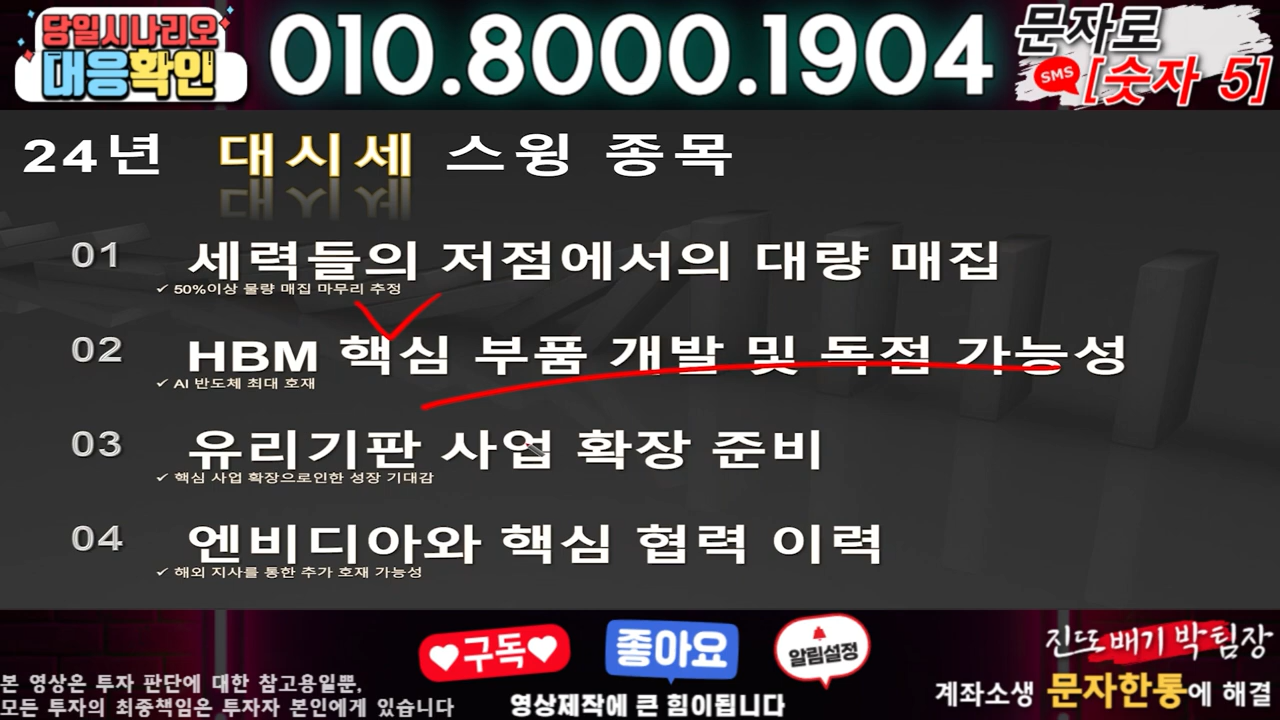 당일시나리오
대응확인
010.8000.1904
문자로
SMS
[숫자 5]
24년 대시세 스윙 종목
01 세력들의 저점에서의 대량 매집
✓ 50%이상 물량 매집 마무리 추정
02 HBM 핵심 부품 개발 및 독점 가능성
✓ AI 반도체 최대 호재
03 유리기판 사업 확장 준비
✓ 핵심 사업 확장으로인한 성장 기대감
04 엔비디아와 핵심 협력 이력
✓ 해외 지사를 통한 추가 호재 가능성
구독
좋아요
알림설정
영상제작에 큰 힘이됩니다
본 영상은 투자 판단에 대한 참고용일뿐,
모든 투자의 최종책임은 투자자 본인에게 있습니다
진또배기 박팀장
계좌소생 문자한통에 해결